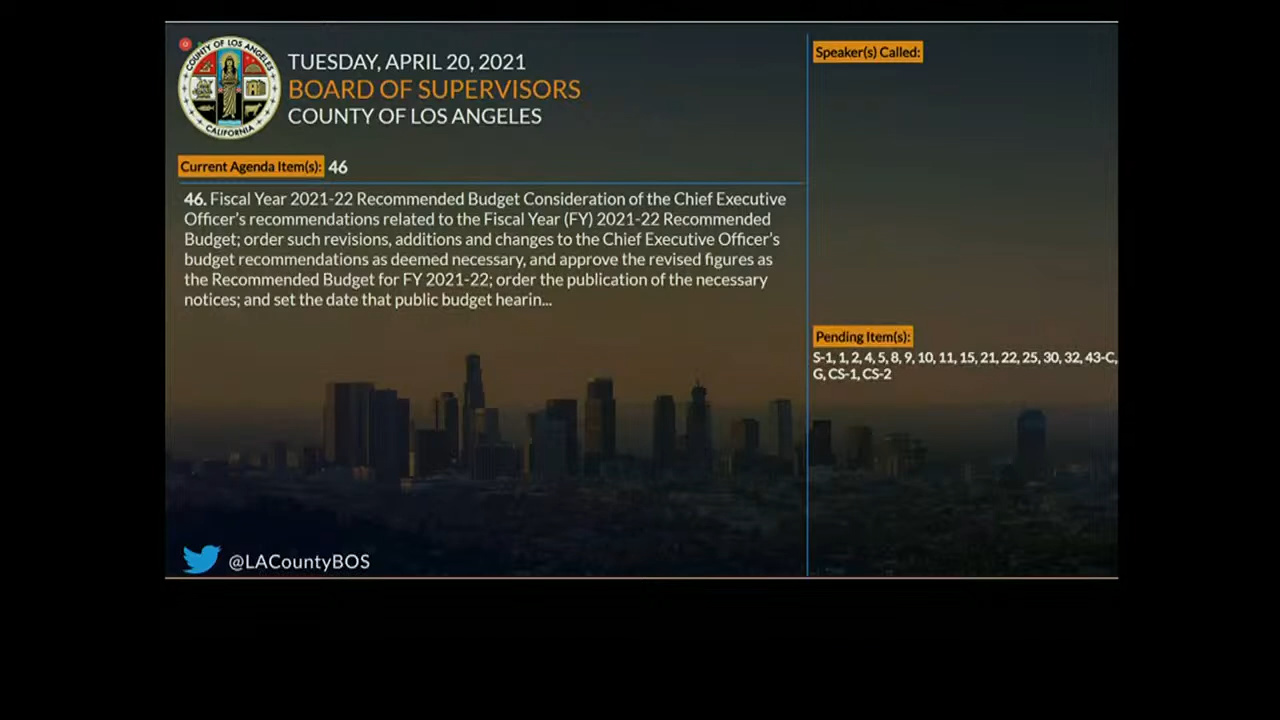 COUNTY OF LOS ANGELES
CALIFORNIA
TUESDAY, APRIL 20, 2021
BOARD OF SUPERVISORS
COUNTY OF LOS ANGELES
Current Agenda Item(s): 46
46. Fiscal Year 2021-22 Recommended Budget Consideration of the Chief Executive
Officer's recommendations related to the Fiscal Year (FY) 2021-22 Recommended
Budget; order such revisions, additions and changes to the Chief Executive Officer's
budget recommendations as deemed necessary, and approve the revised figures as
the Recommended Budget for FY 2021-22; order the publication of the necessary
notices; and set the date that public budget hearin...
@LACountyBOS
Speaker(s) Called:
Pending Item(s):
S-1, 1, 2, 4, 5, 8, 9, 10, 11, 15, 21, 22, 25, 30, 32, 43-C,
G, CS-1, CS-2